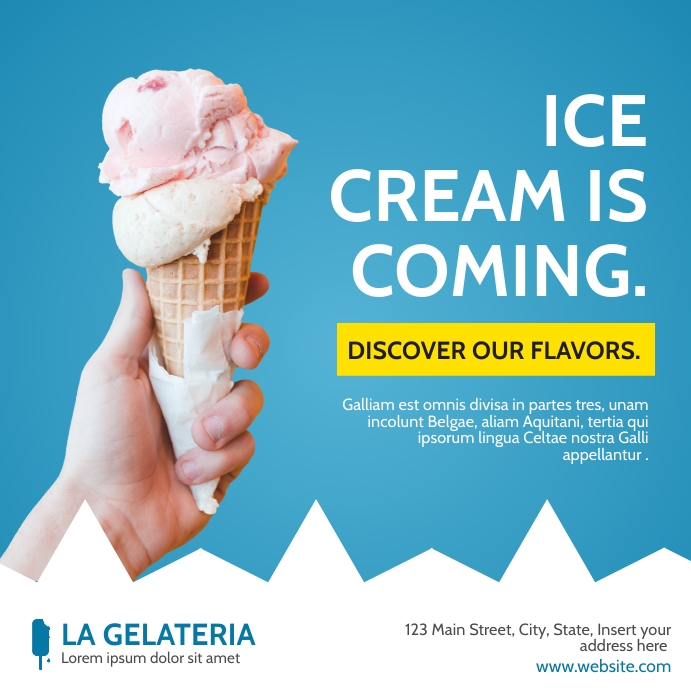 ICE
CREAM IS
COMING.
DISCOVER OUR FLAVORS.
Galliam est omnis divisa in partes tres, unam
incolunt Belgae, aliam Aquitani, tertia qui
ipsorum lingua Celtae nostra Galli
appellantur .
LA GELATERIA
Lorem ipsum dolor sit amet
123 Main Street, City, State, Insert your
address here
www.website.com